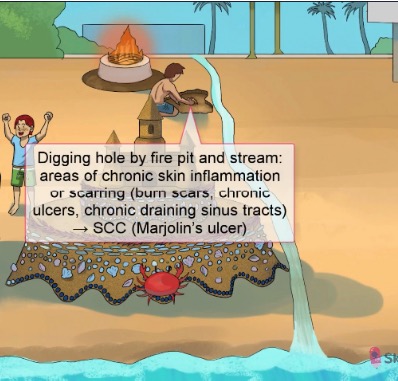 Digging hole by fire pit and stream:
areas of chronic skin inflammation
or scarring (burn scars, chronic
ulcers, chronic draining sinus tracts)
→ SCC (Marjolin's ulcer)